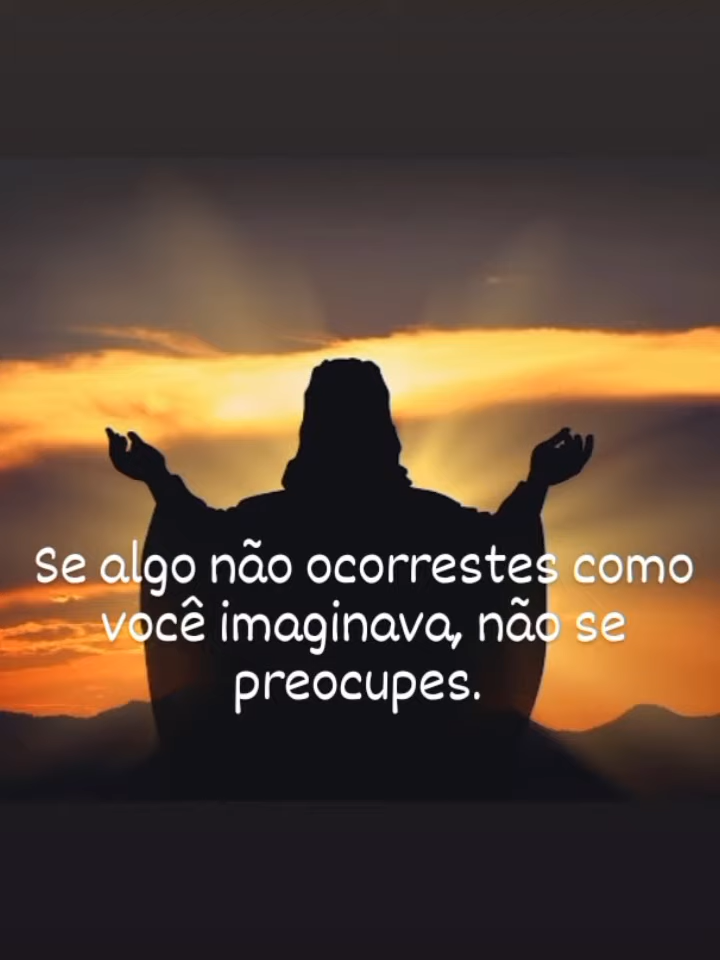 Se algo não ocorrestes como
você imaginava, não se
preocupes.